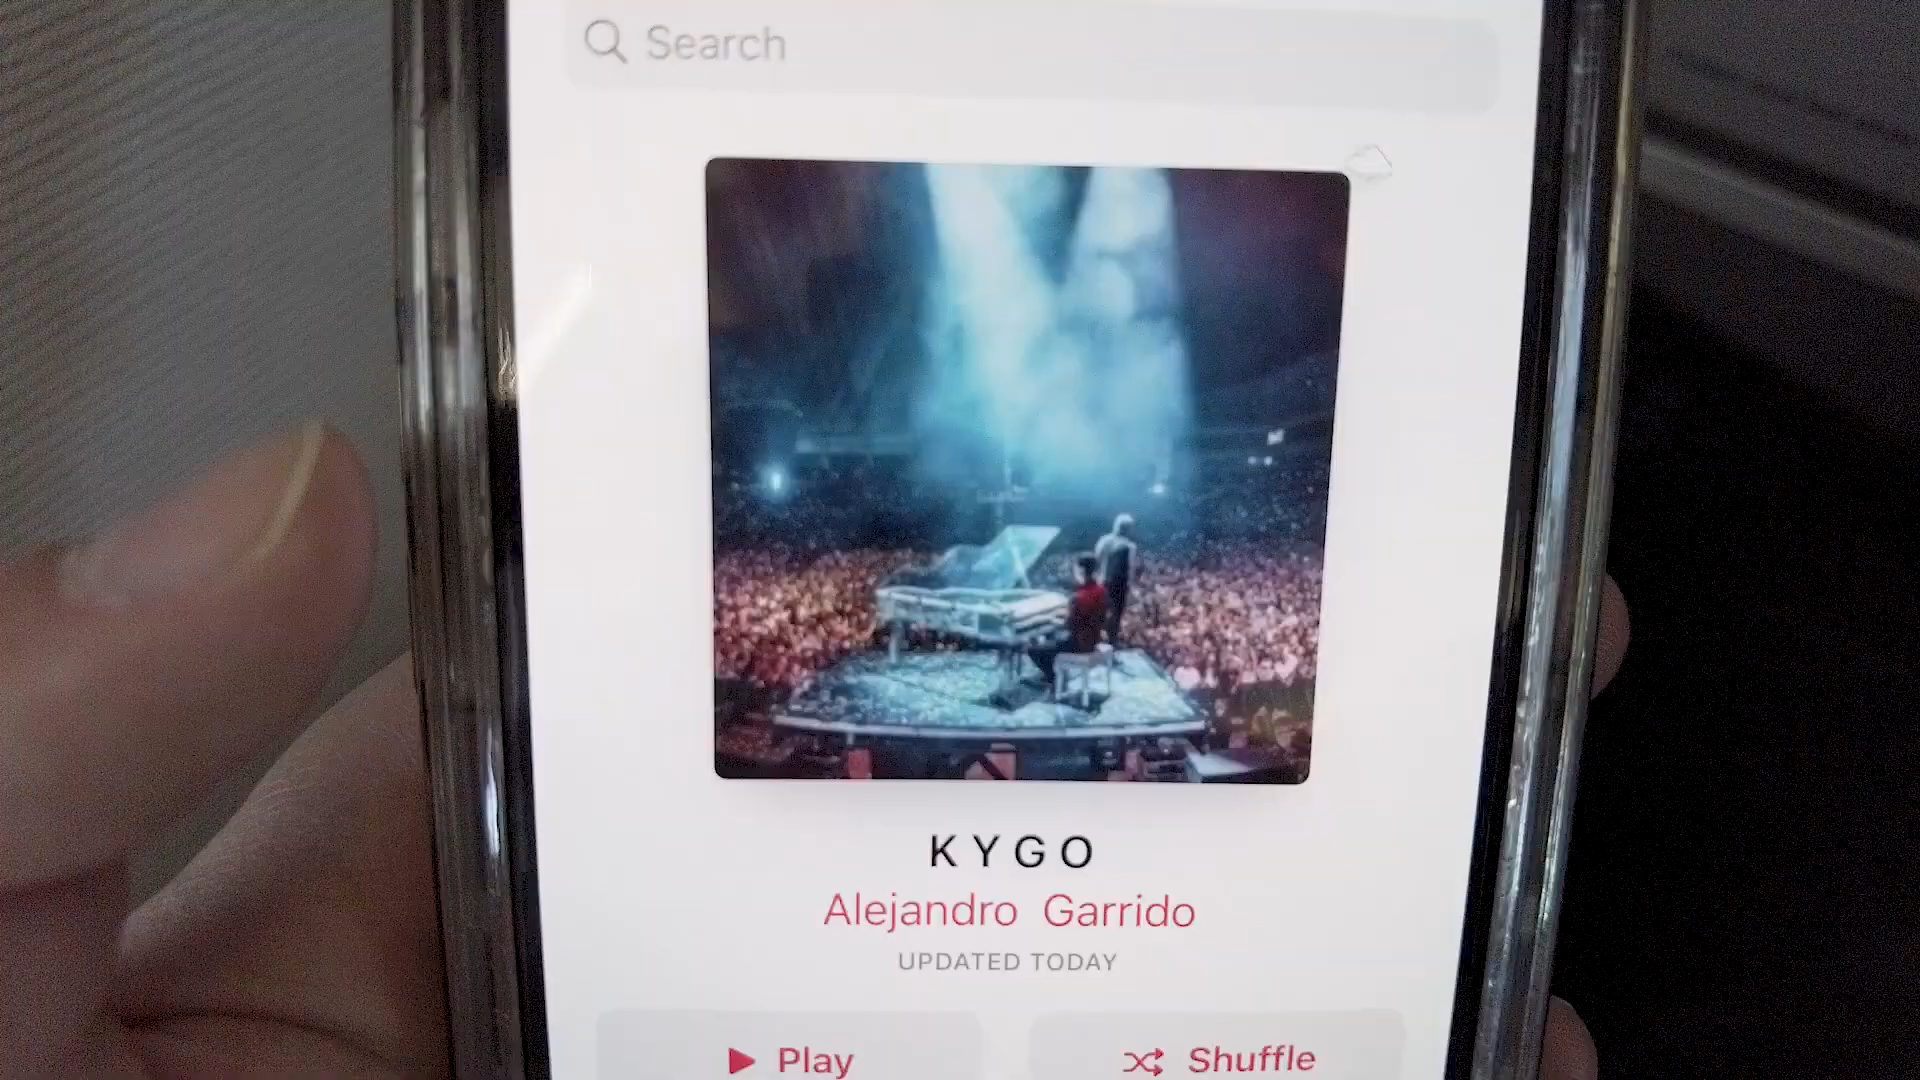 Search
KYGO
Alejandro Garrido
UPDATED TODAY
Play
Shuffle